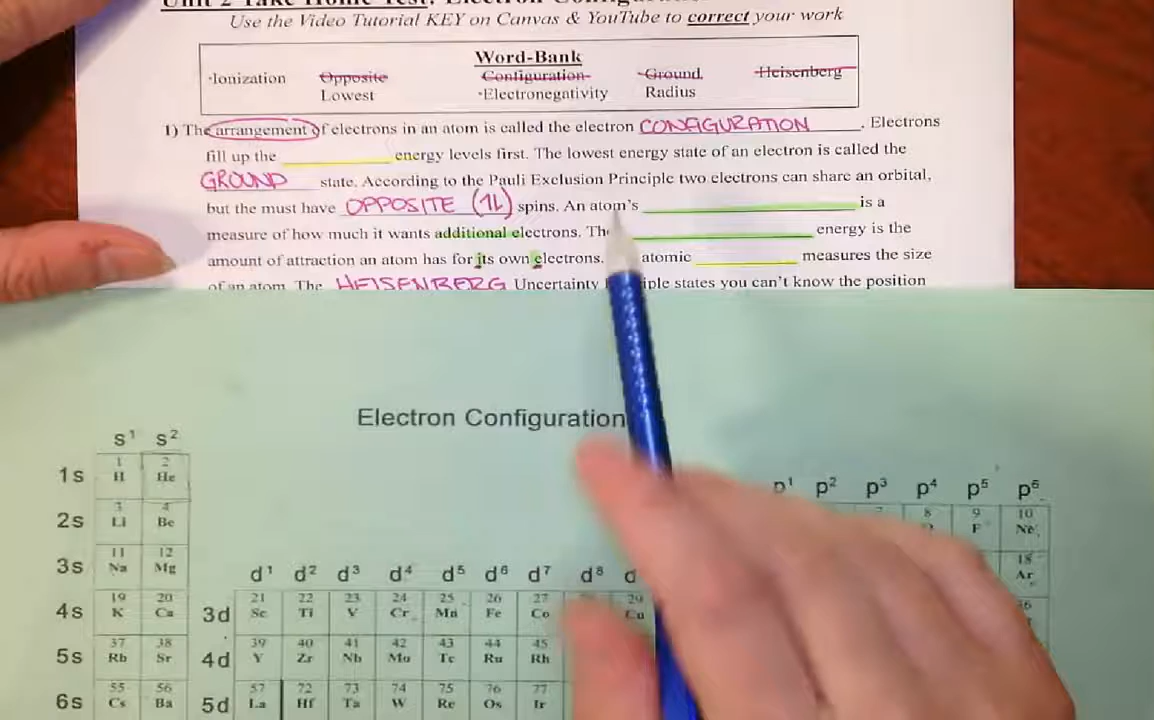 Use the Video Tutorial KEY on Canvas & YouTube to correct your work
Word-Bank
·Ionization Opposite Configuration Ground Heisenberg
Lowest ·Electronegativity Radius
1) The arrangement of electrons in an atom is called the electron CONFIGURATION. Electrons
fill up the energy levels first. The lowest energy state of an electron is called the
GROUND state. According to the Pauli Exclusion Principle two electrons can share an orbital,
but the must have OPPOSITE (1L) spins. An atom's is a
measure of how much it wants additional electrons. The energy is the
amount of attraction an atom has for its own electrons. atomic measures the size
of an atom. The HEISENBERG Uncertainty states you can't know the position
Electron Configuration
s¹ s²
p¹ p² p³ p⁴ p⁵ p⁶
1s 1 H 2 He
2s 3 Li 4 Be 8 9 F 10 Ne
3s 11 Na 12 Mg 18 Ar
d¹ d² d³ d⁴ d⁵ d⁶ d⁷ d⁸ d
4s 19 K 20 Ca 3d 21 Sc 22 Ti 23 V 24 Cr 25 Mn 26 Fe 27 Co 29 Cu
5s 37 Rb 38 Sr 4d 39 Y 40 Zr 41 Nb 42 Mo 43 Tc 44 Ru 45 Rh
6s 55 Cs 56 Ba 5d 57 La 72 Hf 73 Ta 74 W 75 Re 76 Os 77 Ir